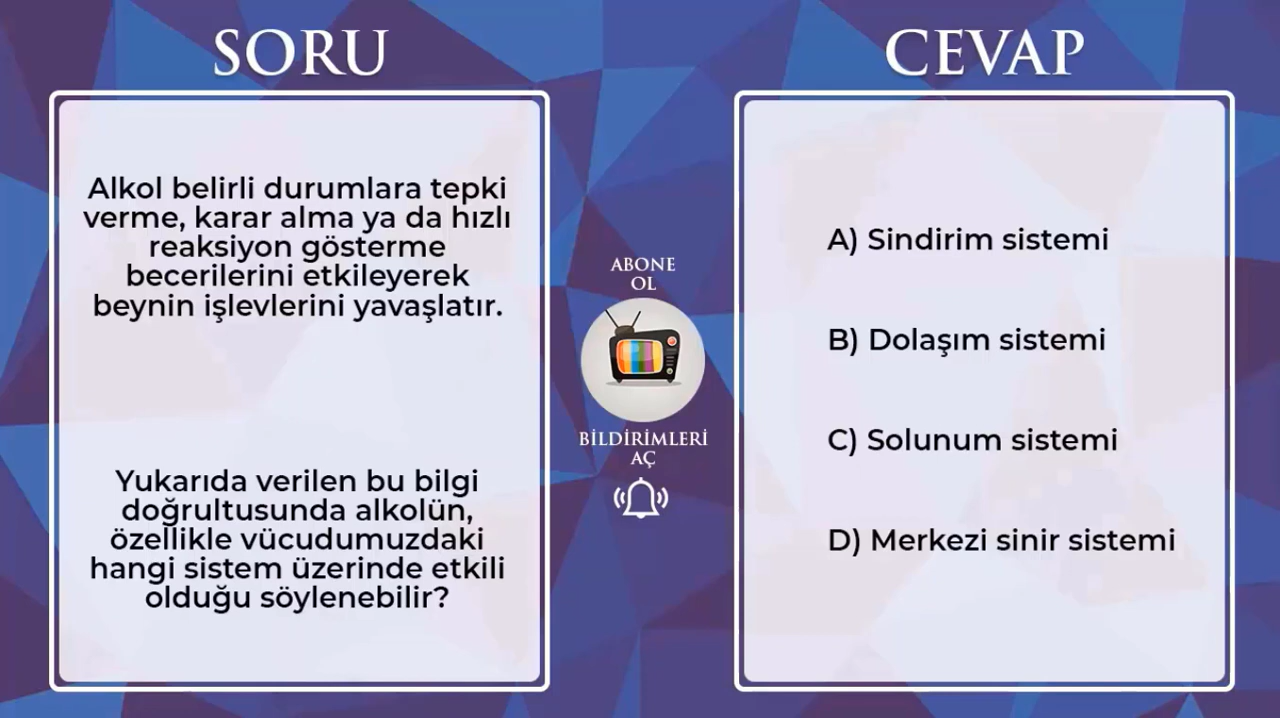 SORU
Alkol belirli durumlara tepki
verme, karar alma ya da hızlı
reaksiyon gösterme
becerilerini etkileyerek
beynin işlevlerini yavaşlatır.
Yukarıda verilen bu bilgi
doğrultusunda alkolün,
özellikle vücudumuzdaki
hangi sistem üzerinde etkili
olduğu söylenebilir?
ABONE
OL
BİLDİRİMLERİ
AÇ
CEVAP
A) Sindirim sistemi
B) Dolaşım sistemi
C) Solunum sistemi
D) Merkezi sinir sistemi